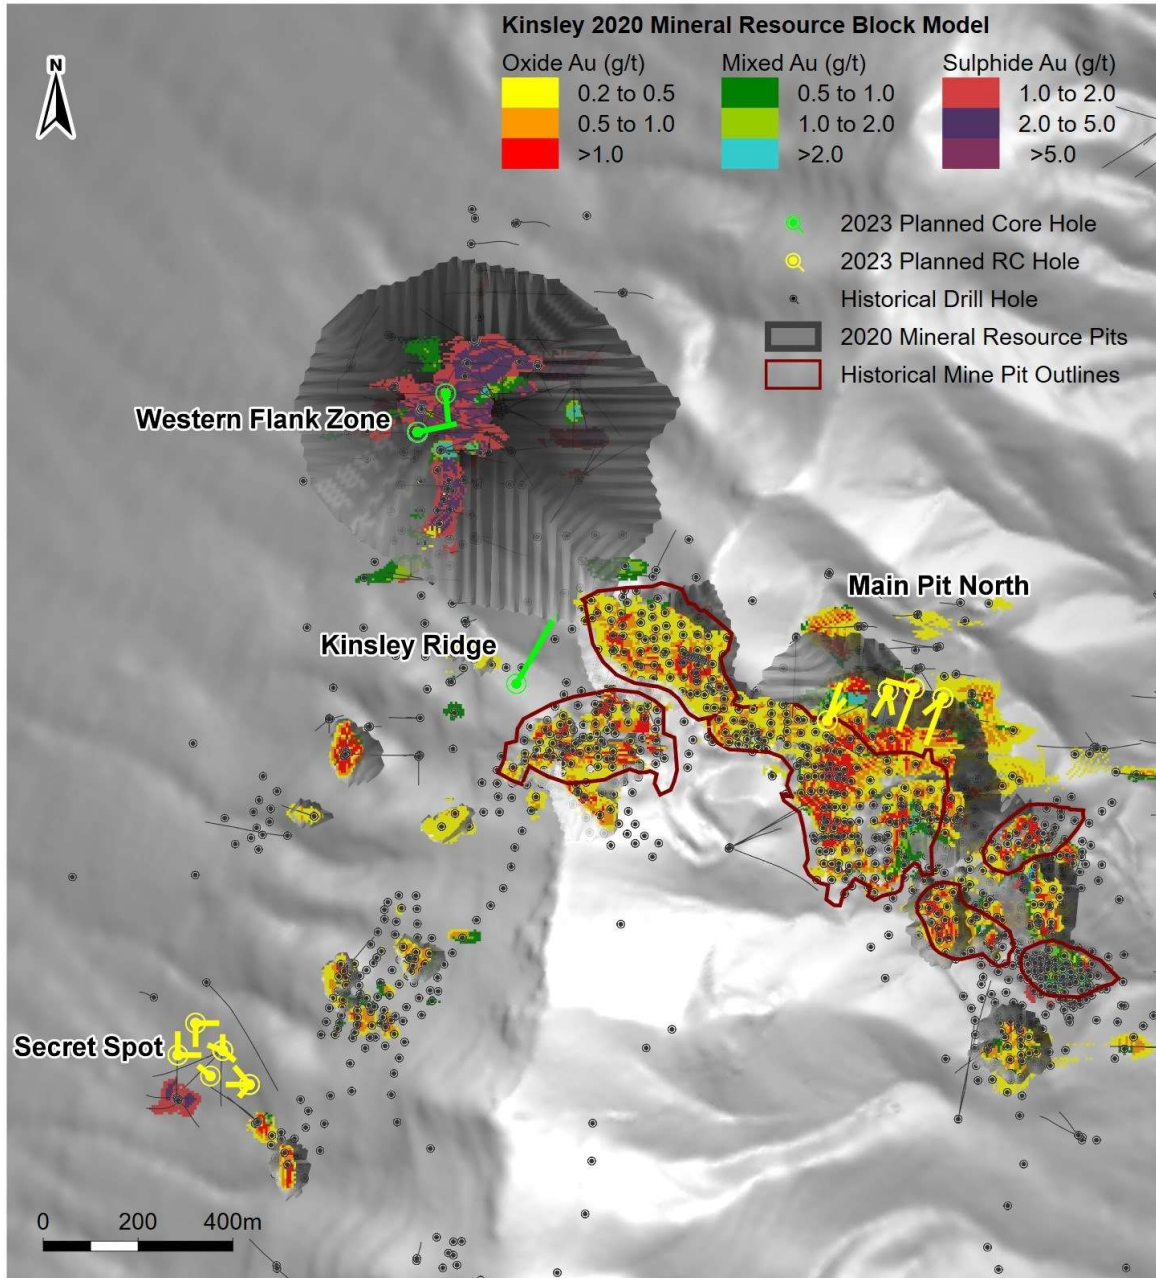 Kinsley 2020 Mineral Resource Block Model
Oxide Au (g/t) Mixed Au (g/t) Sulphide Au (g/t)
0.2 to 0.5 0.5 to 1.0 1.0 to 2.0
0.5 to 1.0 1.0 to 2.0 2.0 to 5.0
>1.0 >2.0 >5.0
N
2023 Planned Core Hole
2023 Planned RC Hole
Historical Drill Hole
2020 Mineral Resource Pits
Historical Mine Pit Outlines
Western Flank Zone
Main Pit North
Kinsley Ridge
Secret Spot
0 200 400m